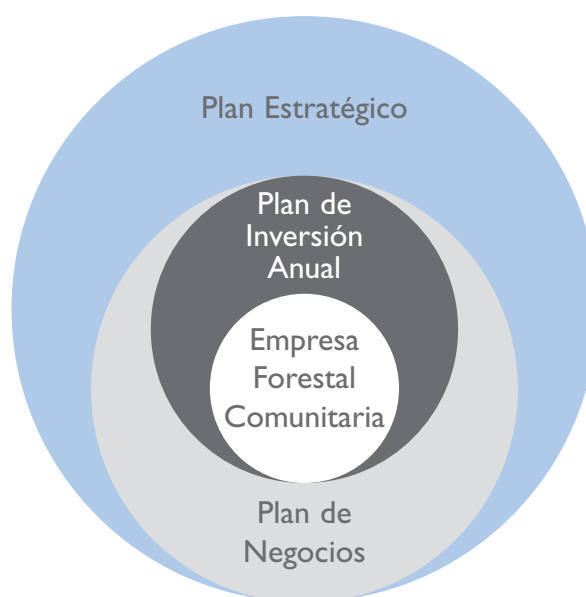 Plan Estratégico
Plan de
Inversión
Anual
Empresa
Forestal
Comunitaria
Plan de
Negocios